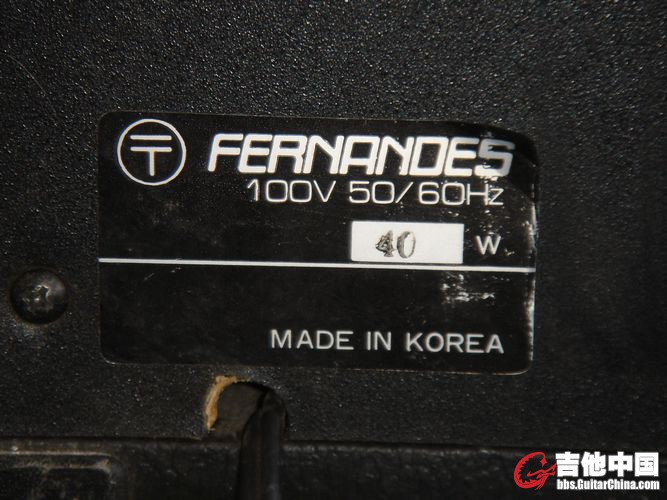 〒 FERNANDES
100V 50/60Hz
40 W
MADE IN KOREA
吉他中国
bbs.GuitarChina.com